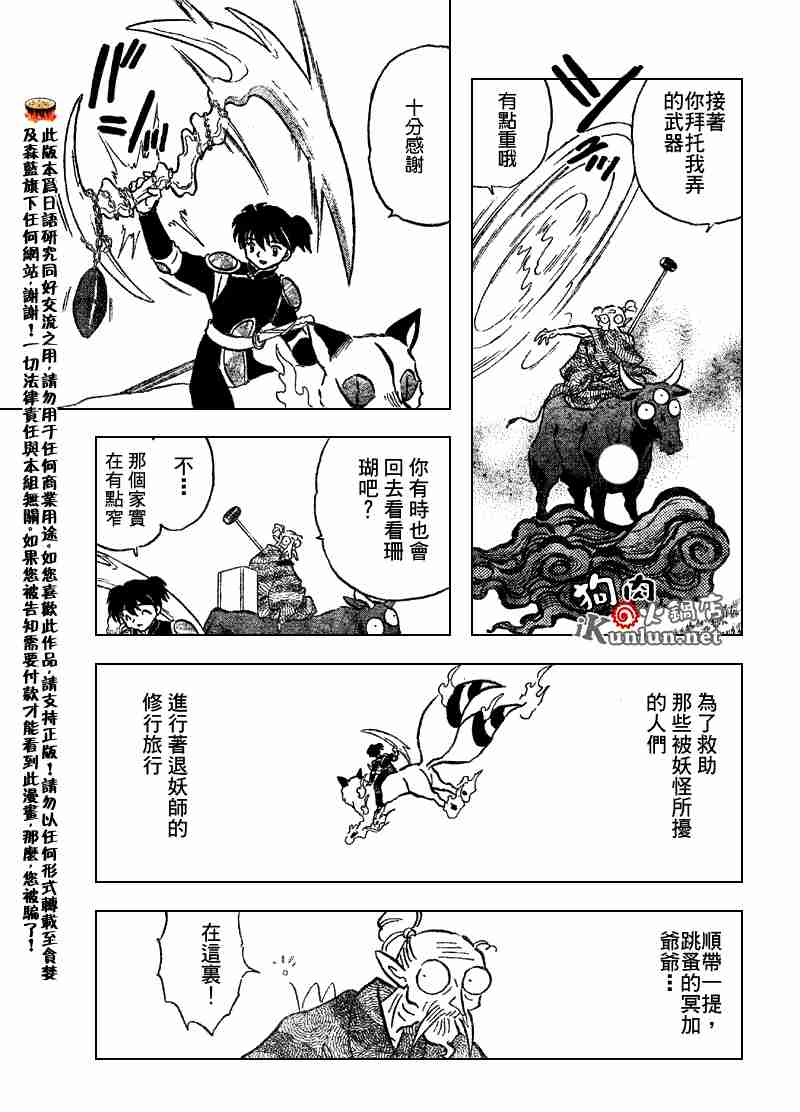 接著
你拜托我弄
的武器
有點重哦
十分感謝
你有時也會
回去看看珊
瑚吧？
不…
那個家實
在有點窄
為了救助
那些被妖怪所擾
的人們
進行著退妖師的
修行旅行
順帶一提，
跳蚤的冥加
爺爺…
在這裏！
狗肉火鍋店
iKunlun.net
此版本爲日語研究同好交流之用，請勿用于任何商業用途。如您喜歡此作品，請支持正版！請勿以任何形式轉載至貪婪
及森藍旗下任何網站，謝謝！一切法律責任與本組無關。如果您被告知需要付款才能看到此漫畫，那麼，您被騙了！